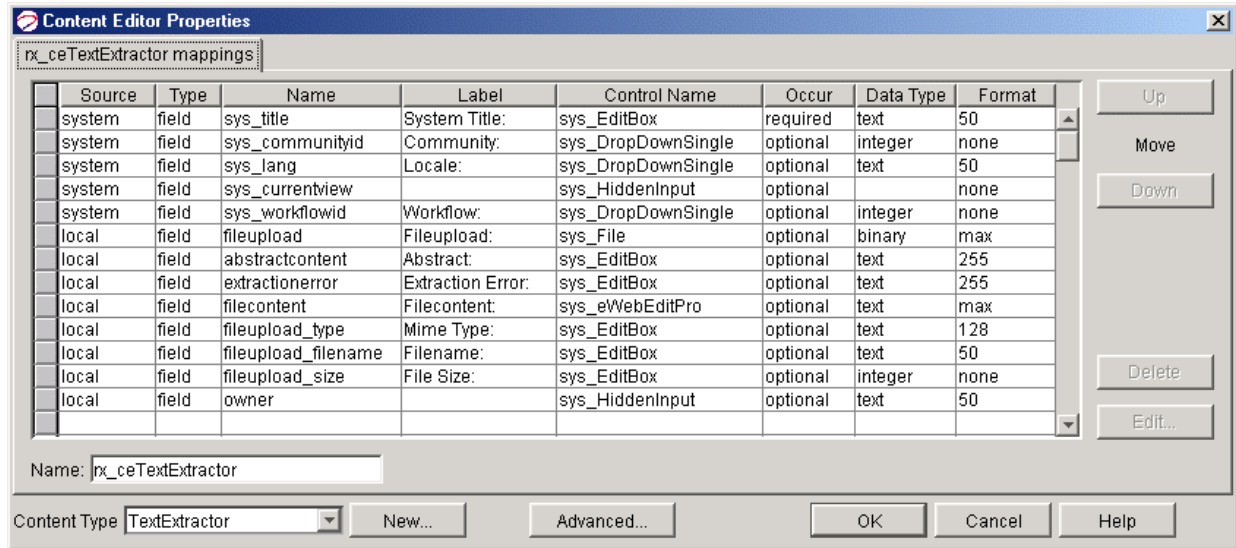 Content Editor Properties
rx_ceTextExtractor mappings
Source Type Name Label Control Name Occur Data Type Format
system field sys_title System Title: sys_EditBox required text 50
system field sys_communityid Community: sys_DropDownSingle optional integer none
system field sys_lang Locale: sys_DropDownSingle optional text 50
system field sys_currentview sys_HiddenInput optional none
system field sys_workflowid Workflow: sys_DropDownSingle optional integer none
local field fileupload Fileupload: sys_File optional binary max
local field abstractcontent Abstract: sys_EditBox optional text 255
local field extractionerror Extraction Error: sys_EditBox optional text 255
local field filecontent Filecontent: sys_eWebEditPro optional text max
local field fileupload_type Mime Type: sys_EditBox optional text 128
local field fileupload_filename Filename: sys_EditBox optional text 50
local field fileupload_size File Size: sys_EditBox optional integer none
local field owner sys_HiddenInput optional text 50
Up
Move
Down
Delete
Edit...
Name: rx_ceTextExtractor
Content Type TextExtractor New... Advanced... OK Cancel Help